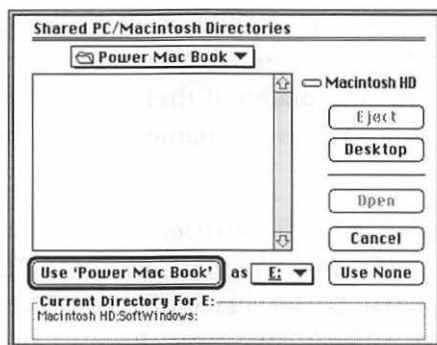 Shared PC/Macintosh Directories
Power Mac Book
Macintosh HD
Eject
Desktop
Open
Cancel
Use 'Power Mac Book' as E: Use None
Current Directory For E:
Macintosh HD:SoftWindows: